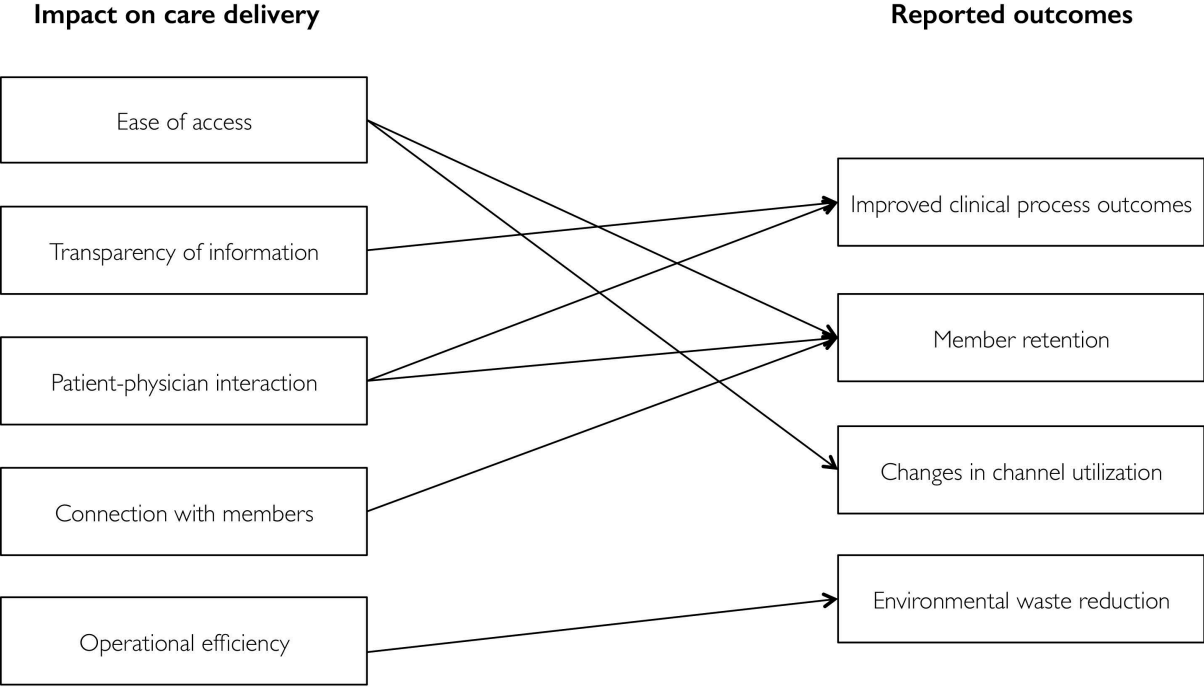 Impact on care delivery
Reported outcomes
Ease of access
Transparency of information
Patient-physician interaction
Connection with members
Operational efficiency
Improved clinical process outcomes
Member retention
Changes in channel utilization
Environmental waste reduction